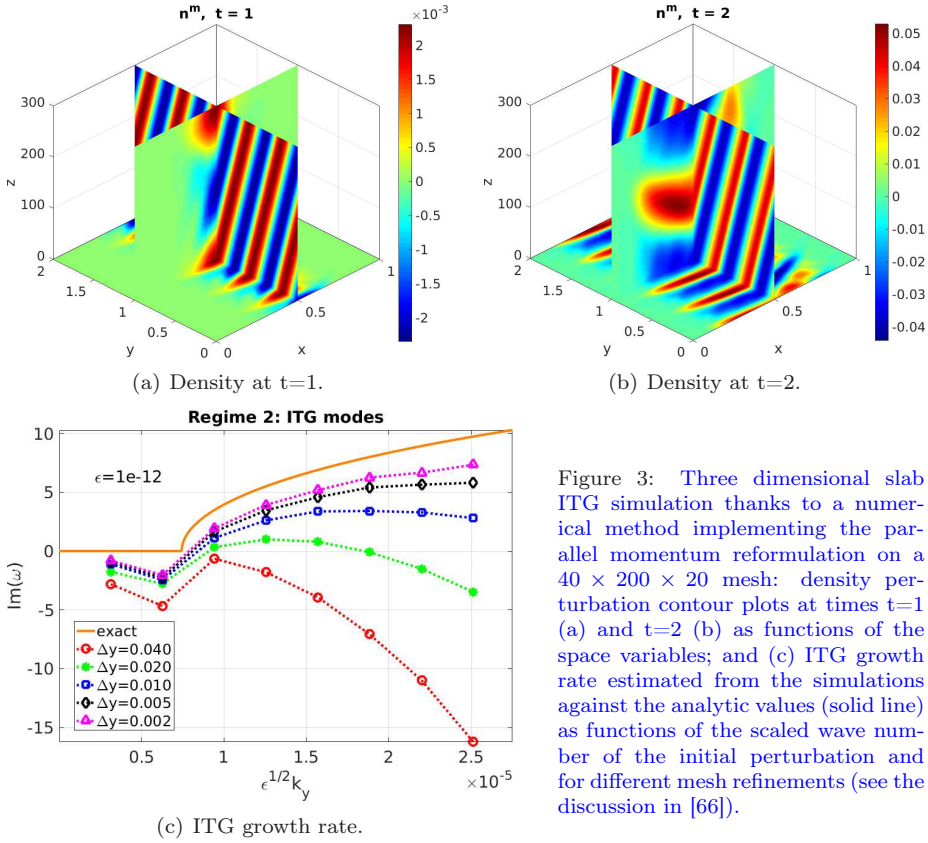 n^m, t = 1
×10^-3
300
200
100
0
z
2
1.5
1
0.5
0
y
0
0.5
1
x
2
1.5
1
0.5
0
-0.5
-1
-1.5
-2
(a) Density at t=1.
n^m, t = 2
300
200
100
0
z
2
1.5
1
0.5
0
y
0
0.5
1
x
0.05
0.04
0.03
0.02
0.01
0
-0.01
-0.02
-0.03
-0.04
(b) Density at t=2.
Regime 2: ITG modes
ϵ=1e-12
10
5
0
-5
-10
-15
Im(ω)
exact
Δy=0.040
Δy=0.020
Δy=0.010
Δy=0.005
Δy=0.002
0.5
1
1.5
2
2.5
×10^-5
ϵ^1/2 k_y
(c) ITG growth rate.
Figure 3: Three dimensional slab
ITG simulation thanks to a numer-
ical method implementing the par-
allel momentum reformulation on a
40 × 200 × 20 mesh: density per-
turbation contour plots at times t=1
(a) and t=2 (b) as functions of the
space variables; and (c) ITG growth
rate estimated from the simulations
against the analytic values (solid line)
as functions of the scaled wave num-
ber of the initial perturbation and
for different mesh refinements (see the
discussion in [66]).